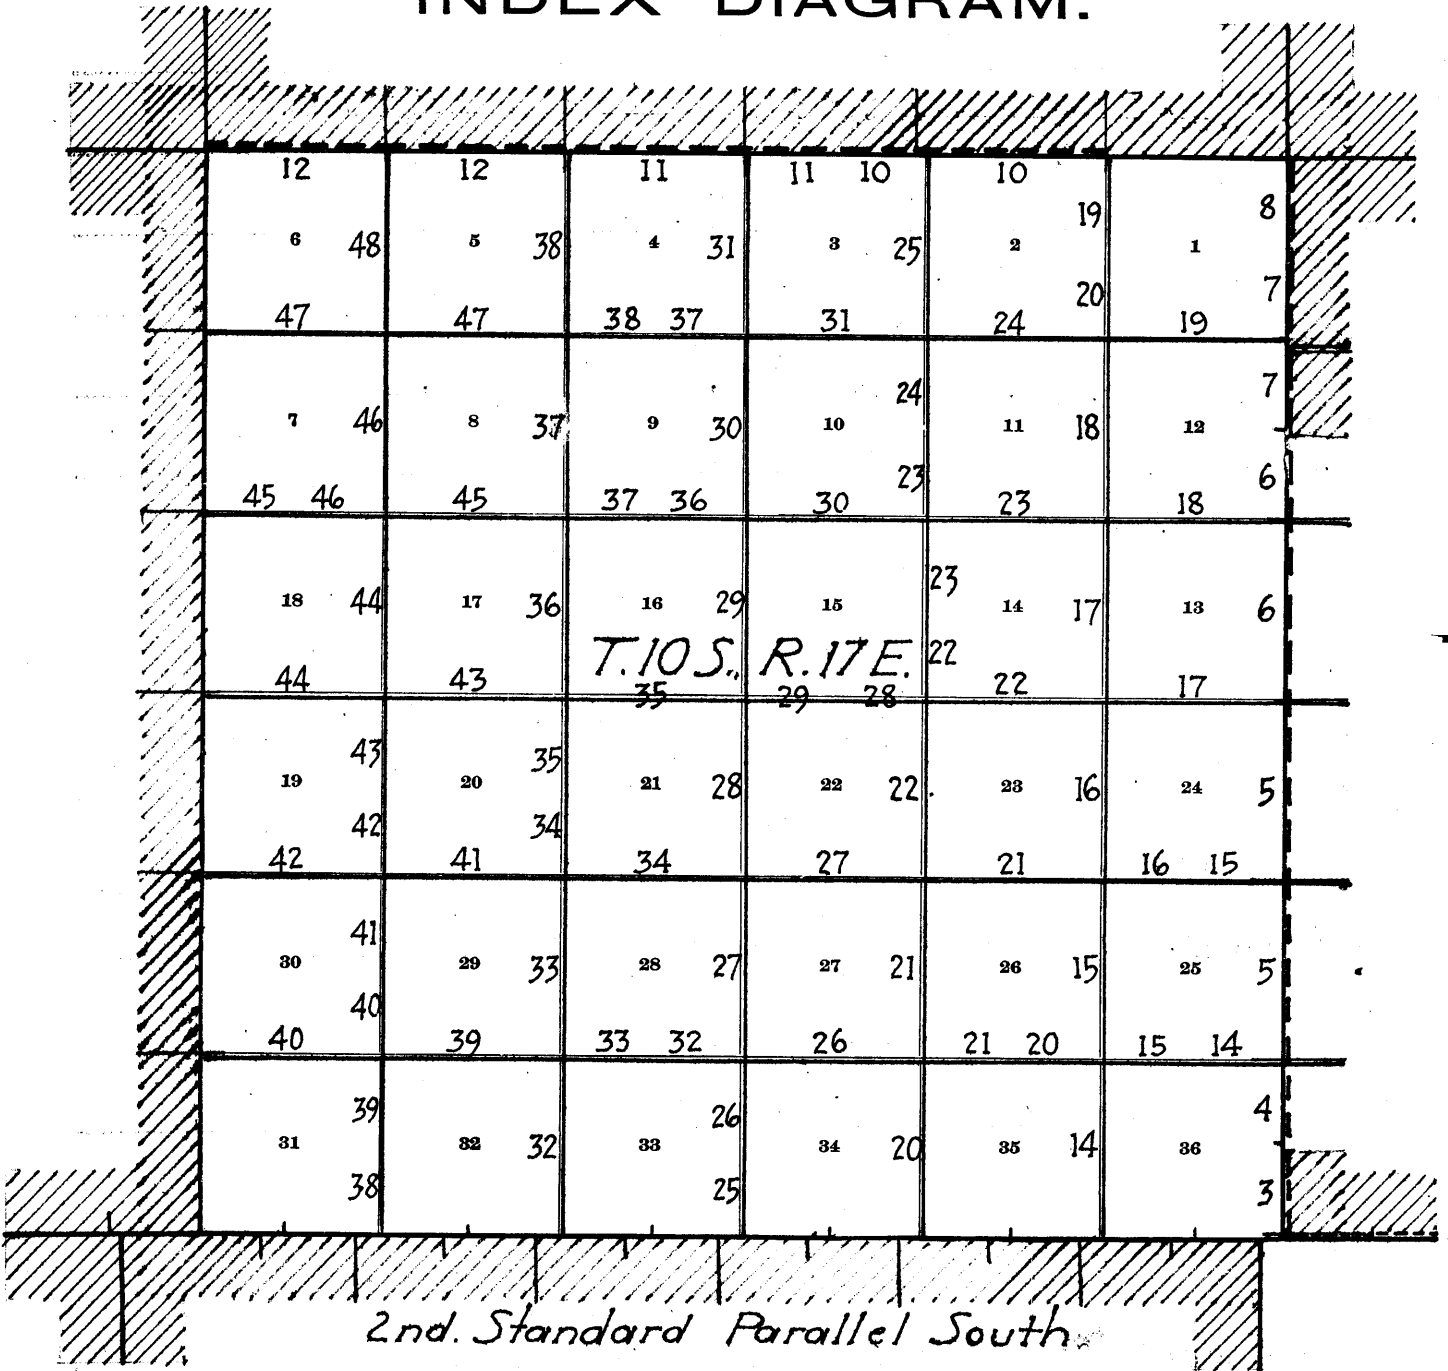 INDEX DIAGRAM.
12 12 11 11 10 10
19 8
6 48 5 38 4 31 3 25 2 1
20 7
47 47 38 37 31 24 19
24 7
7 46 8 37 9 30 10 11 18 12
23 6
45 46 45 37 36 30 23 18
23
18 44 17 36 16 29 15 14 17 13 6
T.10 S., R.17 E. 22
44 43 35 29 28 22 17
43 35
19 20 21 28 22 22 23 16 24 5
42 34
42 41 34 27 21 16 15
41
30 29 33 28 27 27 21 26 15 25 5
40
40 39 33 32 26 21 20 15 14
39 26 4
31 32 32 33 34 20 35 14 36
38 25 3
2nd. Standard Parallel South.